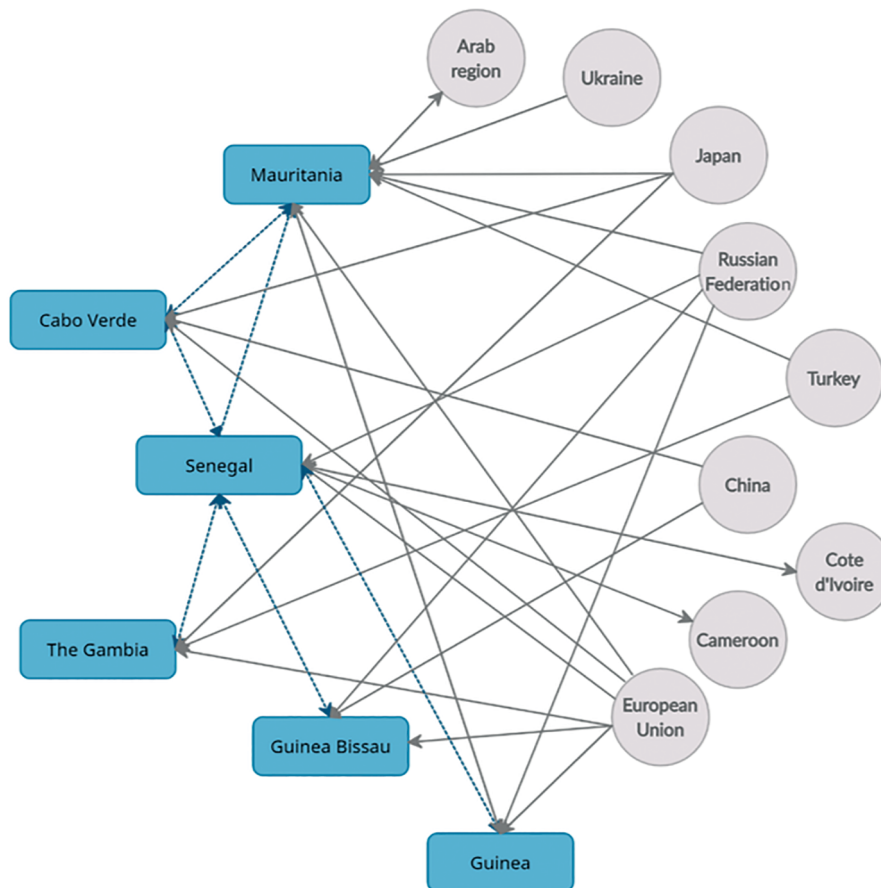 Arab
region
Ukraine
Japan
Mauritania
Russian
Federation
Cabo Verde
Turkey
Senegal
China
Cote
d'Ivoire
Cameroon
The Gambia
European
Union
Guinea Bissau
Guinea